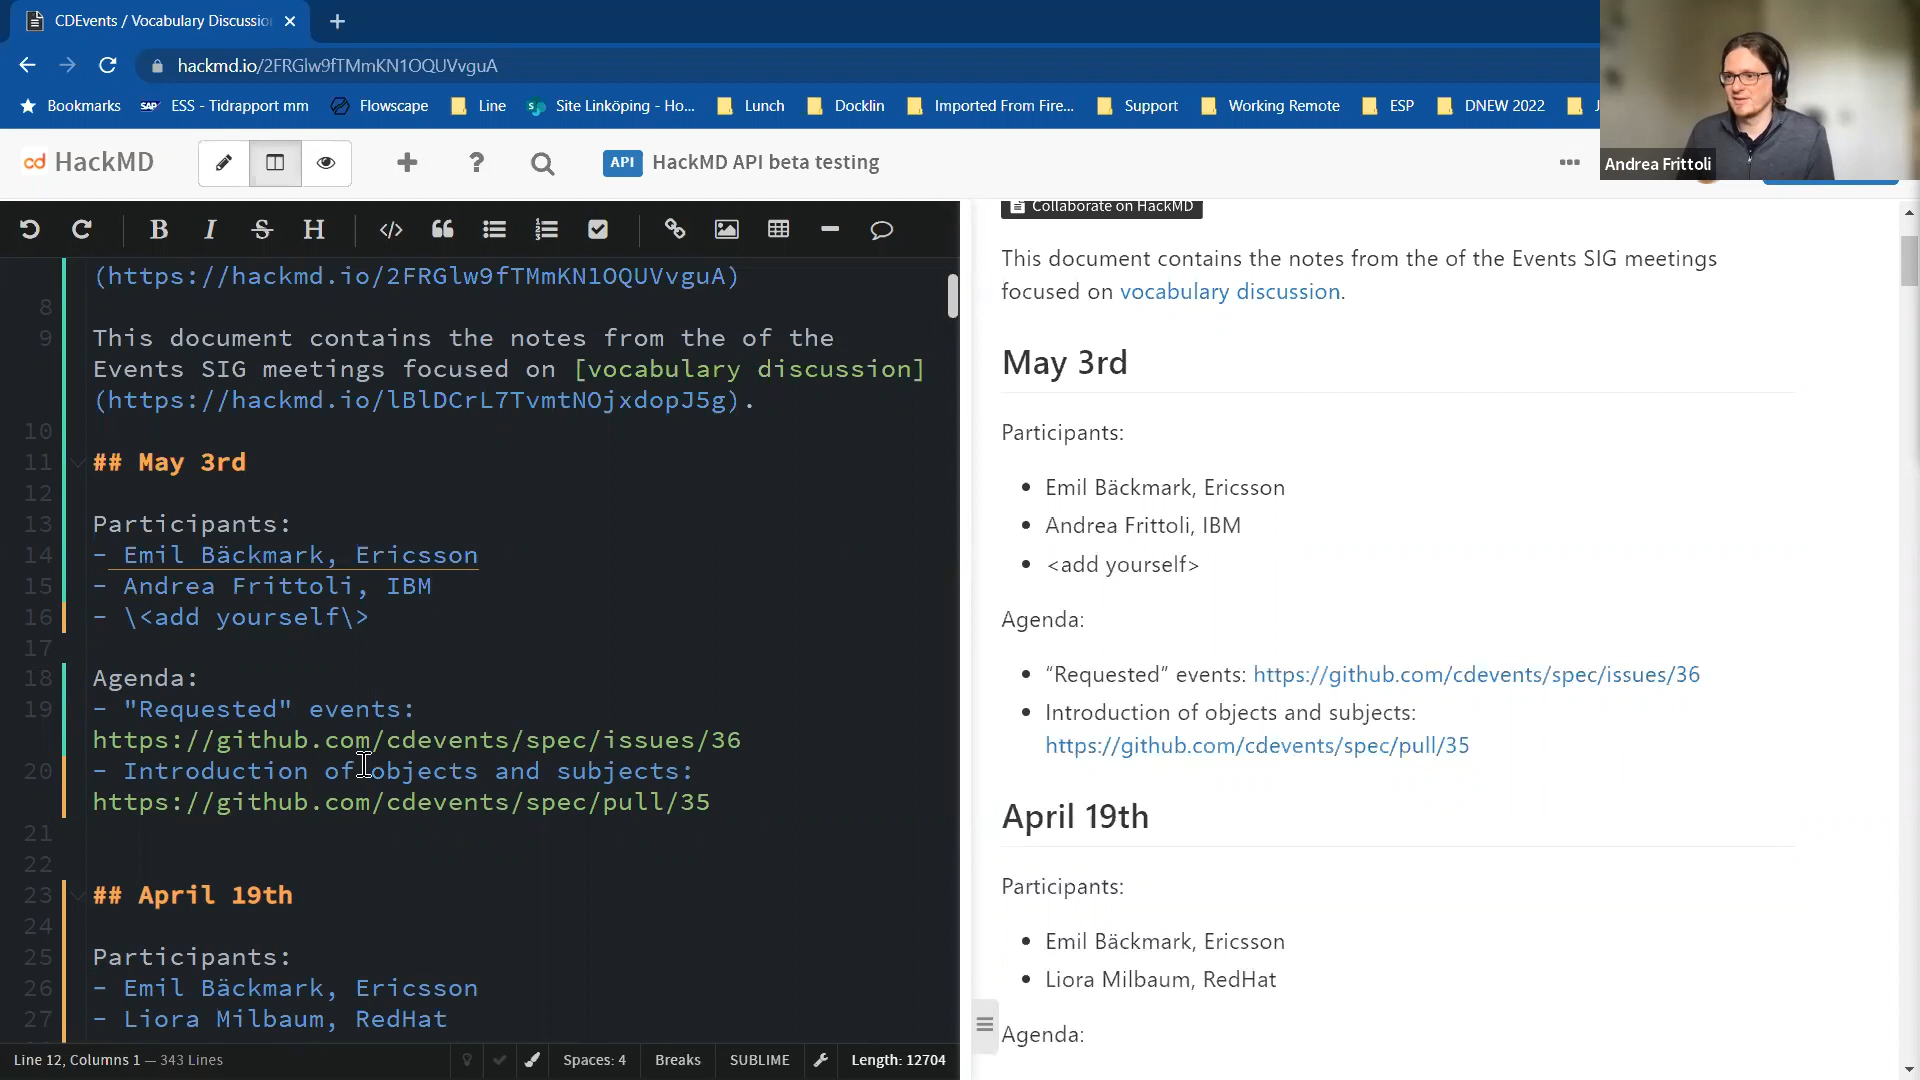 CDEvents / Vocabulary Discussio
hackmd.io/2FRGlw9fTMmKN1OQUVvguA
Bookmarks
SAP ESS - Tidrapport mm
Flowscape
Line
Site Linköping - Ho...
Lunch
Docklin
Imported From Fire...
Support
Working Remote
ESP
DNEW 2022
Andrea Frittoli
cd HackMD
API HackMD API beta testing
(https://hackmd.io/2FRGlw9fTMmKN1OQUVvguA)
8
9 This document contains the notes from the of the
Events SIG meetings focused on [vocabulary discussion]
(https://hackmd.io/lBlDCrL7TvmtNOjxdopJ5g).
10
11 ## May 3rd
12
13 Participants:
14 - Emil Bäckmark, Ericsson
15 - Andrea Frittoli, IBM
16 - \<add yourself\>
17
18 Agenda:
19 - "Requested" events:
https://github.com/cdevents/spec/issues/36
20 - Introduction of objects and subjects:
https://github.com/cdevents/spec/pull/35
21
22
23 ## April 19th
24
25 Participants:
26 - Emil Bäckmark, Ericsson
27 - Liora Milbaum, RedHat
Line 12, Columns 1 — 343 Lines
Spaces: 4
Breaks
SUBLIME
Length: 12704
Collaborate on HackMD
This document contains the notes from the of the Events SIG meetings
focused on vocabulary discussion.
May 3rd
Participants:
• Emil Bäckmark, Ericsson
• Andrea Frittoli, IBM
• <add yourself>
Agenda:
• “Requested” events: https://github.com/cdevents/spec/issues/36
• Introduction of objects and subjects:
https://github.com/cdevents/spec/pull/35
April 19th
Participants:
• Emil Bäckmark, Ericsson
• Liora Milbaum, RedHat
Agenda: